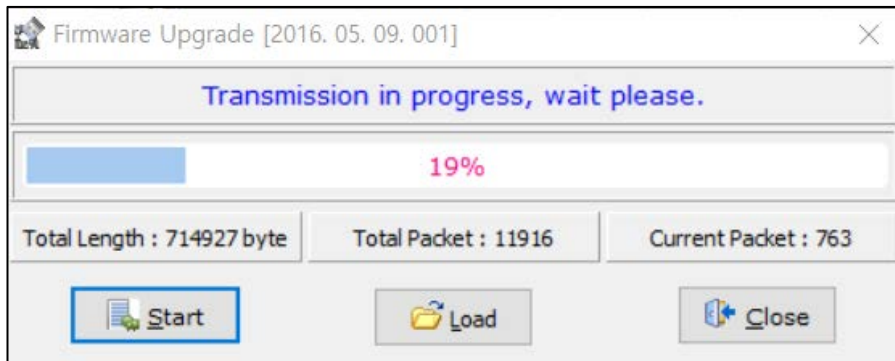 Firmware Upgrade [2016. 05. 09. 001]
Transmission in progress, wait please.
19%
Total Length : 714927 byte
Total Packet : 11916
Current Packet : 763
Start
Load
Close